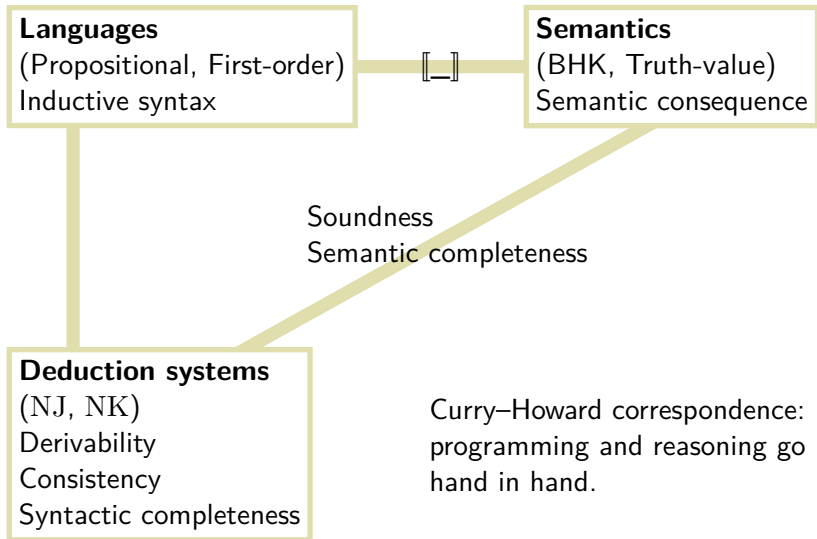 Languages
(Propositional, First-order)
Inductive syntax
⟦_⟧
Semantics
(BHK, Truth-value)
Semantic consequence
Soundness
Semantic completeness
Deduction systems
(NJ, NK)
Derivability
Consistency
Syntactic completeness
Curry–Howard correspondence:
programming and reasoning go
hand in hand.